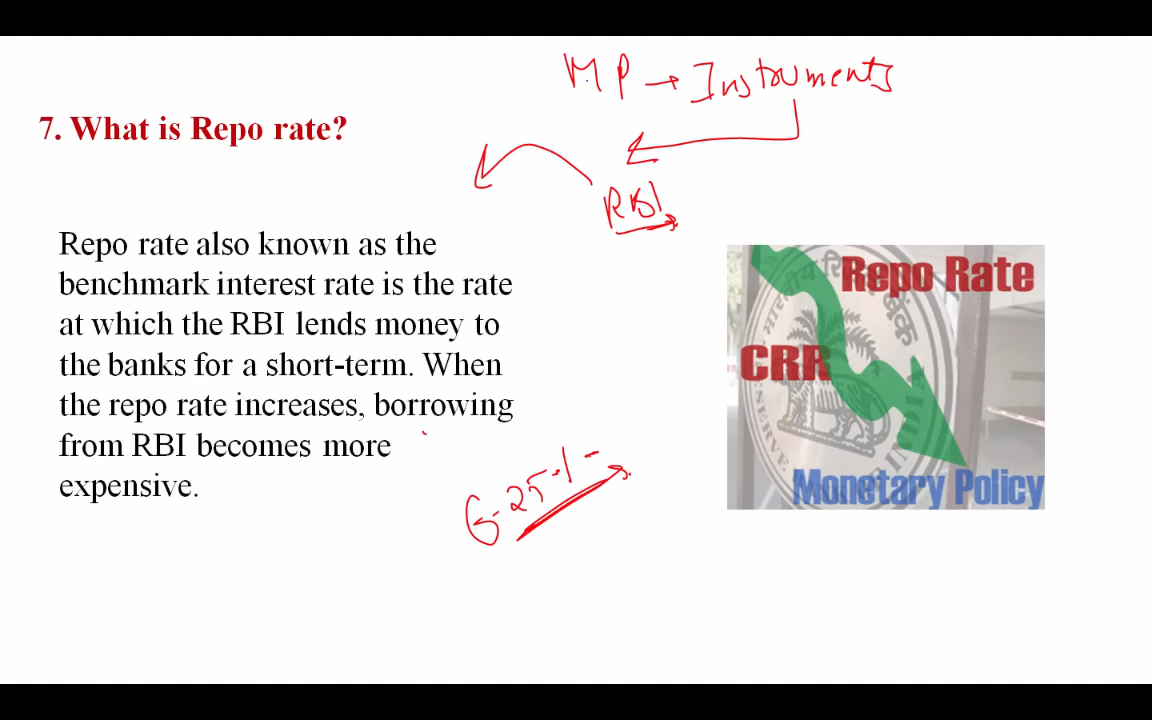 MP → Instruments
7. What is Repo rate?
RBI
Repo rate also known as the
benchmark interest rate is the rate
at which the RBI lends money to
the banks for a short-term. When
the repo rate increases, borrowing
from RBI becomes more
expensive.
6.25%
Repo Rate
CRR
Monetary Policy